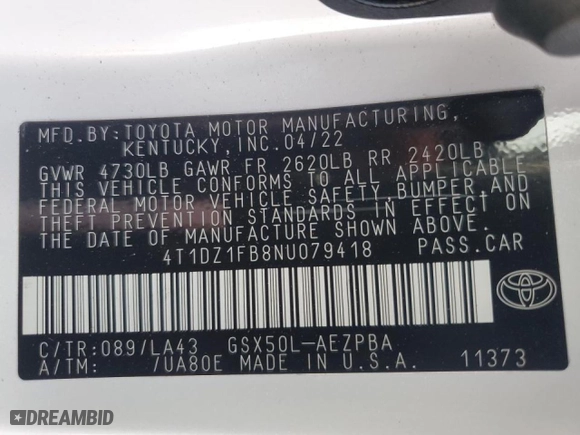 MFD.BY:TOYOTA MOTOR MANUFACTURING,
KENTUCKY,INC.04/22
GVWR 4730LB GAWR FR 2620LB RR 2420LB
THIS VEHICLE CONFORMS TO ALL APPLICABLE
FEDERAL MOTOR VEHICLE SAFETY,BUMPER,AND
THEFT PREVENTION STANDARDS IN EFFECT ON
THE DATE OF MANUFACTURE SHOWN ABOVE.
4T1DZ1FB8NU079418 PASS.CAR
C/TR:089/LA43 GSX50L-AEZPBA
A/TM: /UA80E MADE IN U.S.A. 11373
DREAMBID